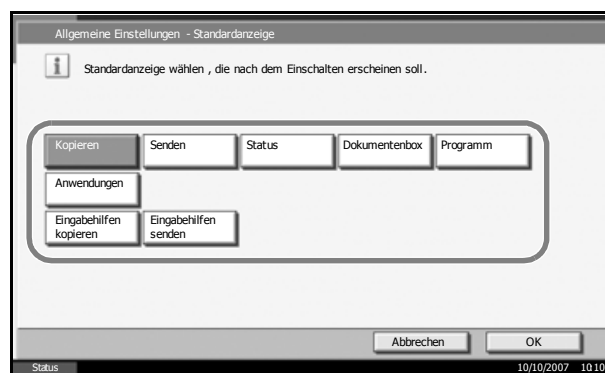 Allgemeine Einstellungen - Standardanzeige
Standardanzeige wählen , die nach dem Einschalten erscheinen soll.
Kopieren Senden Status Dokumentenbox Programm
Anwendungen
Eingabehilfen kopieren Eingabehilfen senden
Abbrechen OK
Status 10/10/2007 10:10